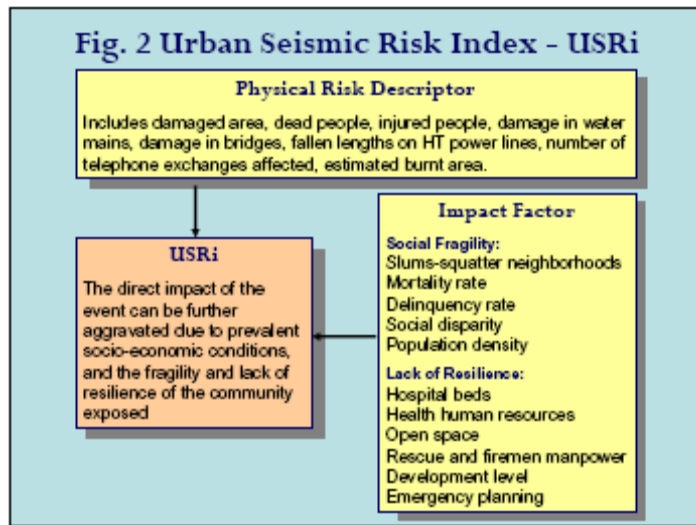 Fig. 2 Urban Seismic Risk Index - USRi
Physical Risk Descriptor
Includes damaged area, dead people, injured people, damage in water
mains, damage in bridges, fallen lengths on HT power lines, number of
telephone exchanges affected, estimated burnt area.
USRi
The direct impact of the
event can be further
aggravated due to prevalent
socio-economic conditions,
and the fragility and lack of
resilience of the community
exposed
Impact Factor
Social Fragility:
Slums-squatter neighborhoods
Mortality rate
Delinquency rate
Social disparity
Population density
Lack of Resilience:
Hospital beds
Health human resources
Open space
Rescue and firemen manpower
Development level
Emergency planning